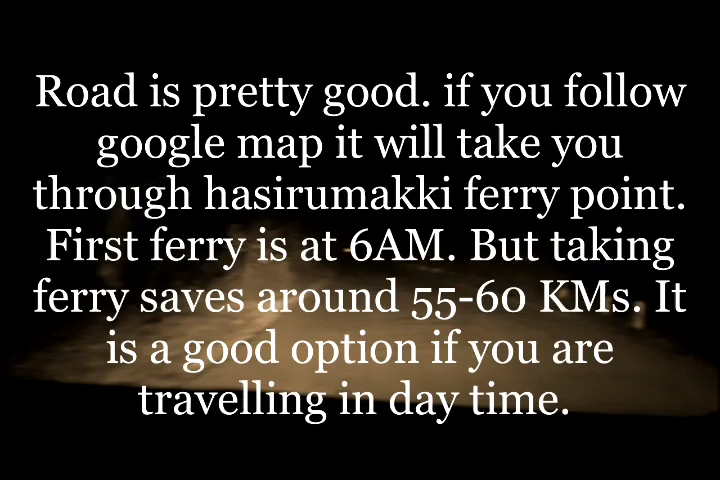 Road is pretty good. if you follow
google map it will take you
through hasirumakki ferry point.
First ferry is at 6AM. But taking
ferry saves around 55-60 KMs. It
is a good option if you are
travelling in day time.